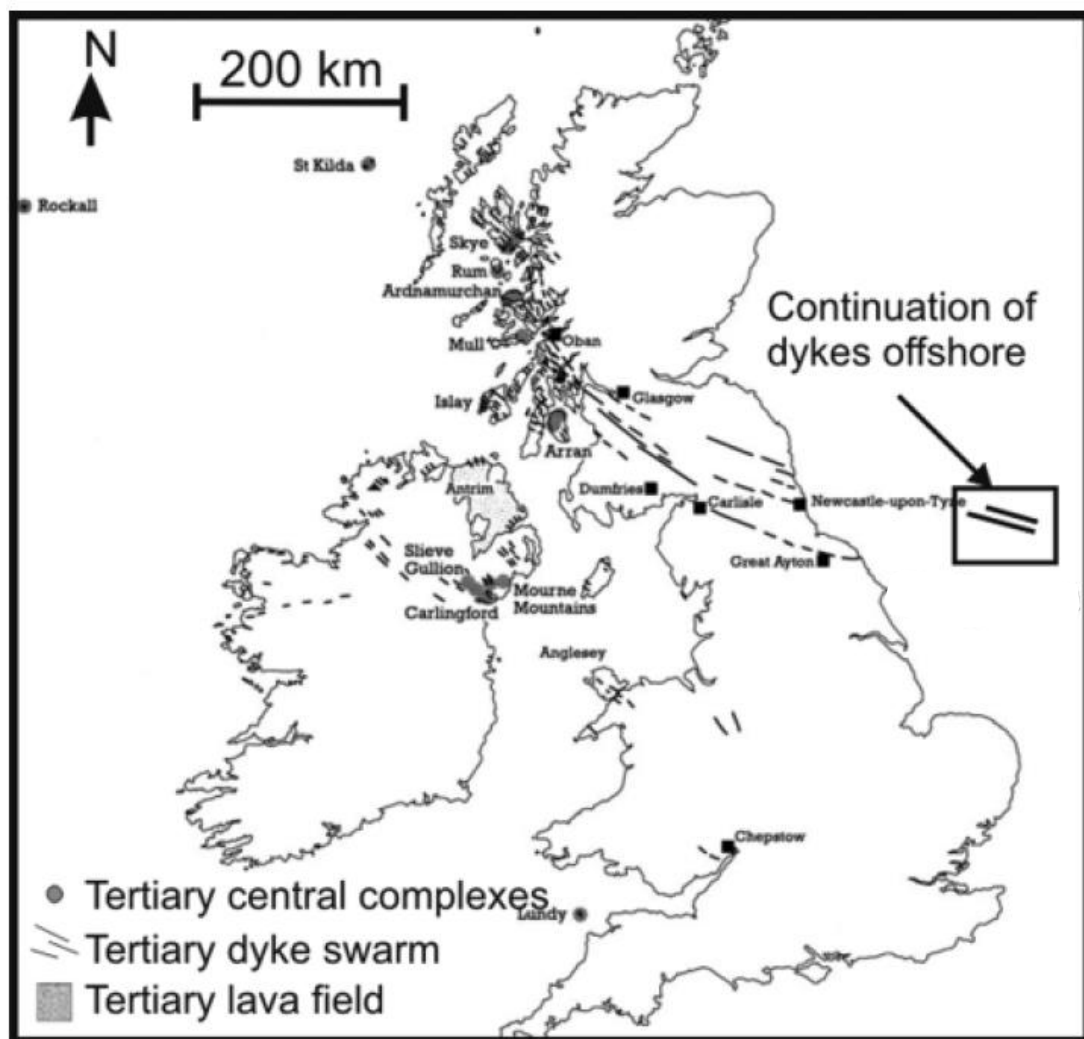 N
200 km
St Kilda
Rockall
Skye
Rum
Ardnamurchan
Continuation of
dykes offshore
Mull
Oban
Islay
Glasgow
Arran
Antrim
Dumfries
Carlisle
Newcastle-upon-Tyne
Slieve
Gullion
Great Ayton
Mourne
Mountains
Carlingford
Anglesey
Chepstow
Tertiary central complexes
Lundy
Tertiary dyke swarm
Tertiary lava field